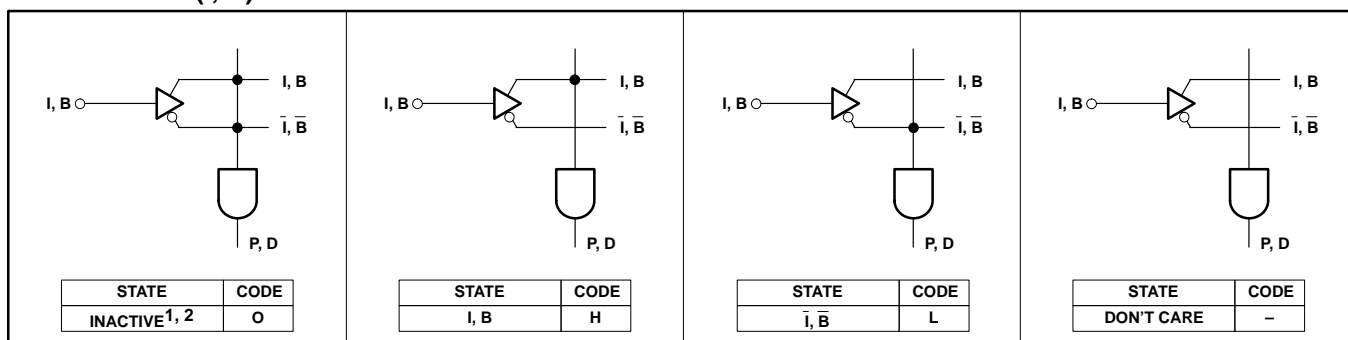 I, B
I, B
I̅, B̅
P, D
STATE CODE
INACTIVE1, 2 O
I, B
I, B
I̅, B̅
P, D
STATE CODE
I, B H
I, B
I, B
I̅, B̅
P, D
STATE CODE
I̅, B̅ L
I, B
I, B
I̅, B̅
P, D
STATE CODE
DON'T CARE –